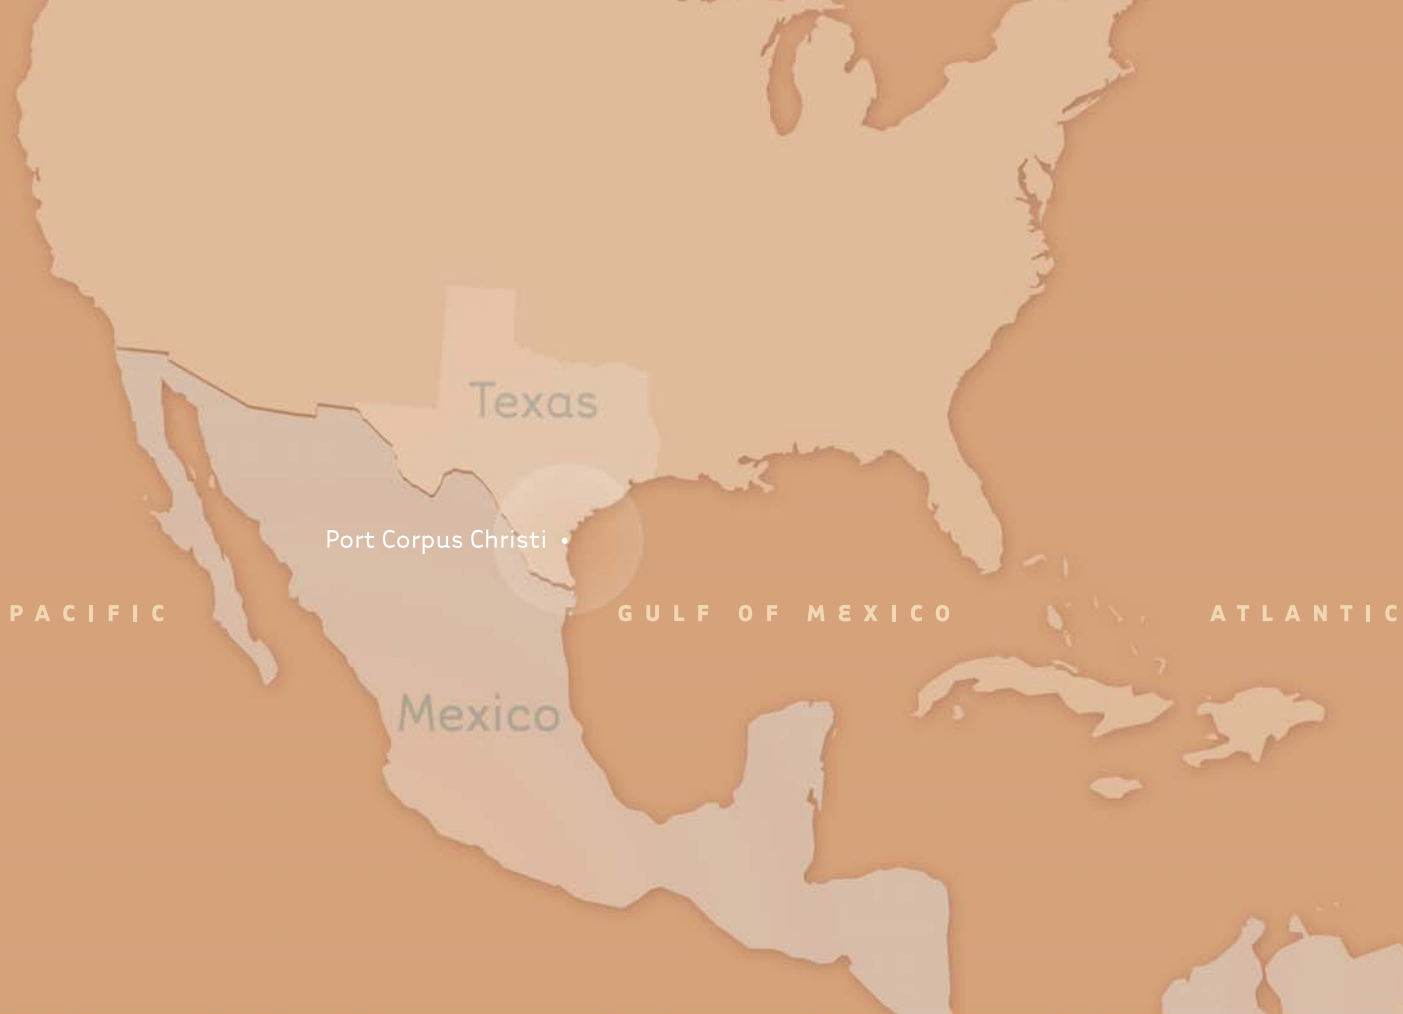 Texas
Port Corpus Christi
PACIFIC
GULF OF MEXICO
ATLANTIC
Mexico